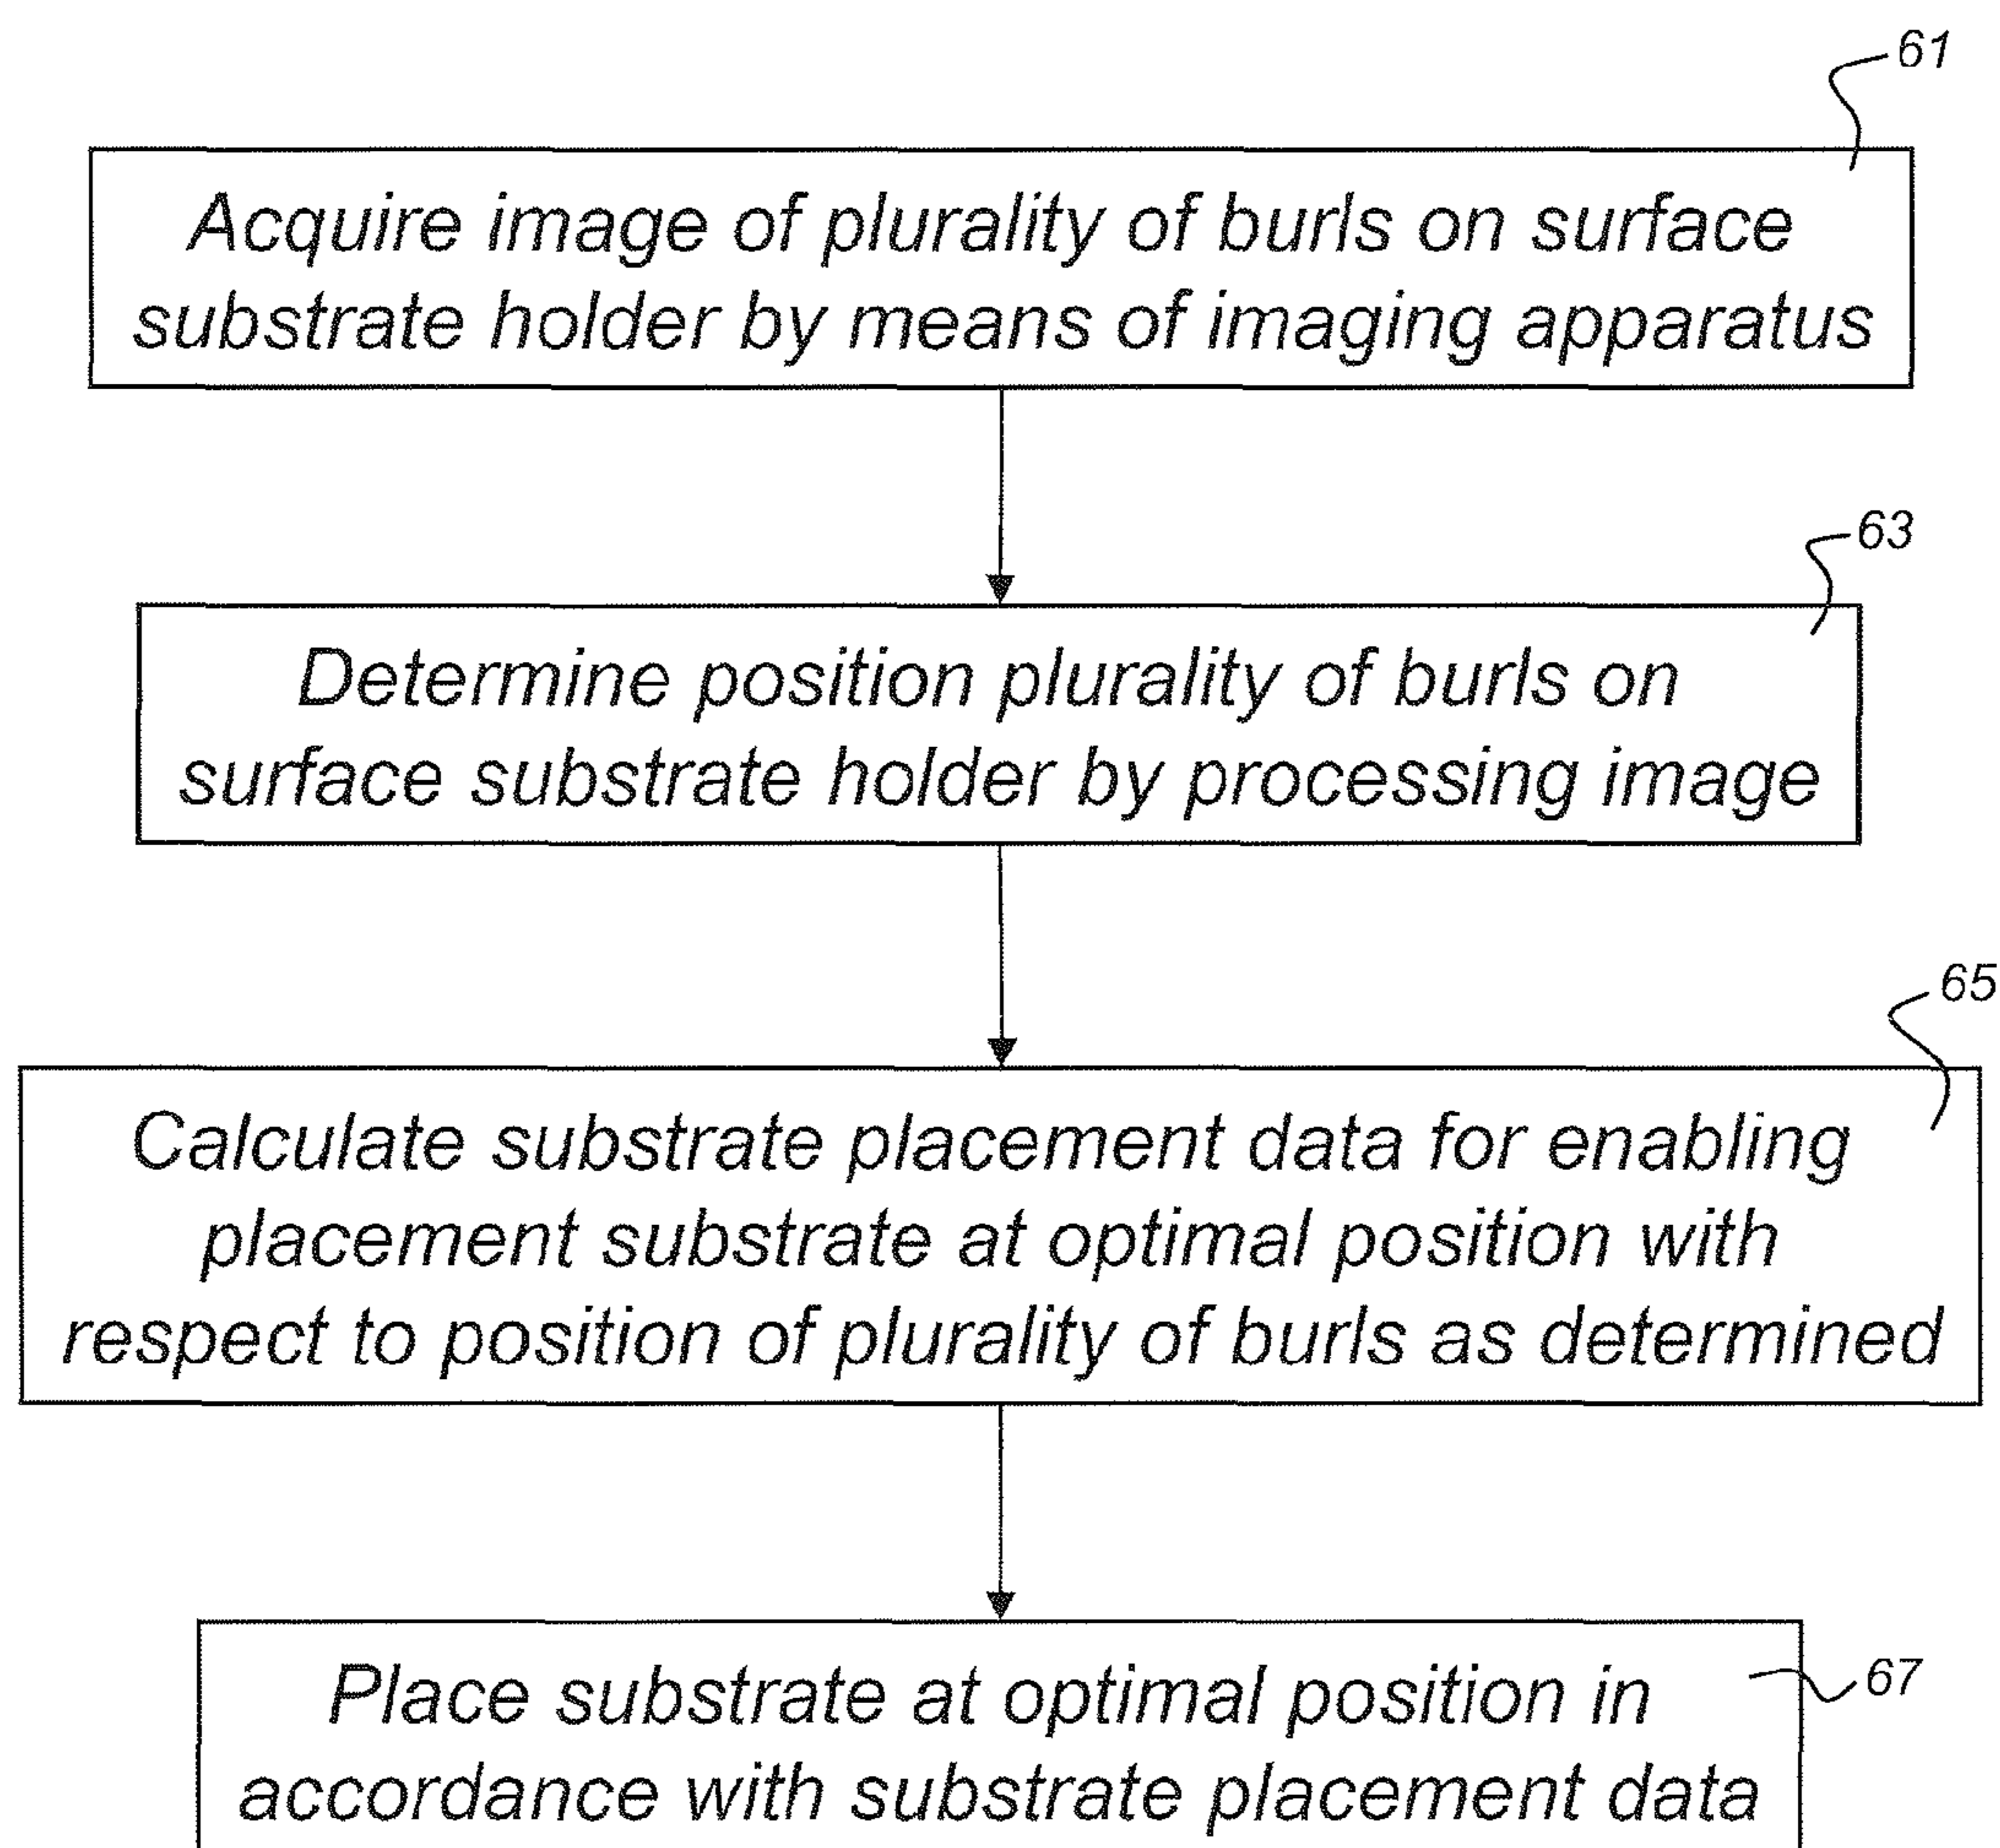 61
Acquire image of plurality of burls on surface
substrate holder by means of imaging apparatus
63
Determine position plurality of burls on
surface substrate holder by processing image
65
Calculate substrate placement data for enabling
placement substrate at optimal position with
respect to position of plurality of burls as determined
67
Place substrate at optimal position in
accordance with substrate placement data